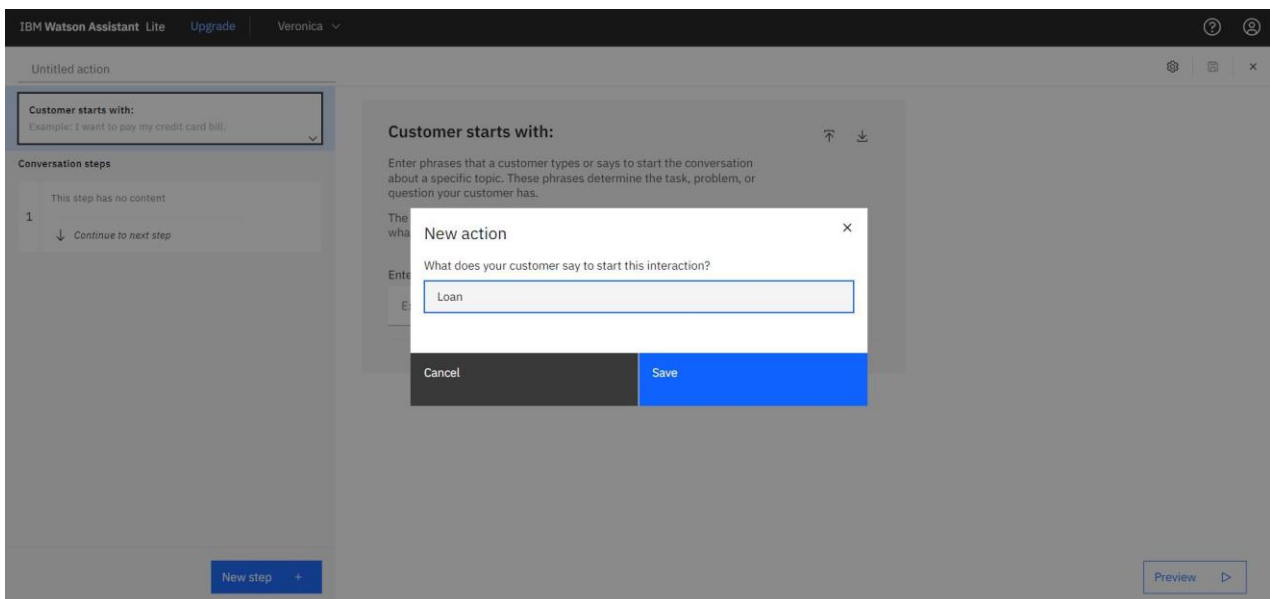 IBM Watson Assistant Lite Upgrade Veronica
Untitled action
Customer starts with:
Example: I want to pay my credit card bill.
Conversation steps
This step has no content
1
Continue to next step
New step +
Customer starts with:
Enter phrases that a customer types or says to start the conversation
about a specific topic. These phrases determine the task, problem, or
question your customer has.
The
New action
What does your customer say to start this interaction?
Loan
Cancel
Save
Preview